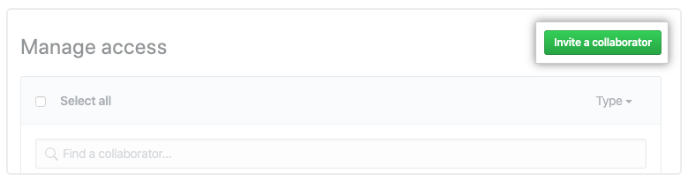 Manage access
Invite a collaborator
Select all
Type
Find a collaborator...